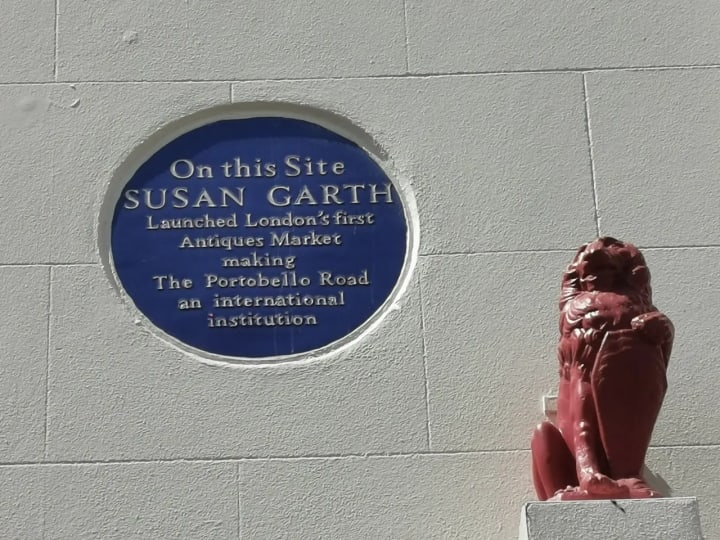 On this Site
SUSAN GARTH
Launched London's first
Antiques Market
making
The Portobello Road
an international
institution